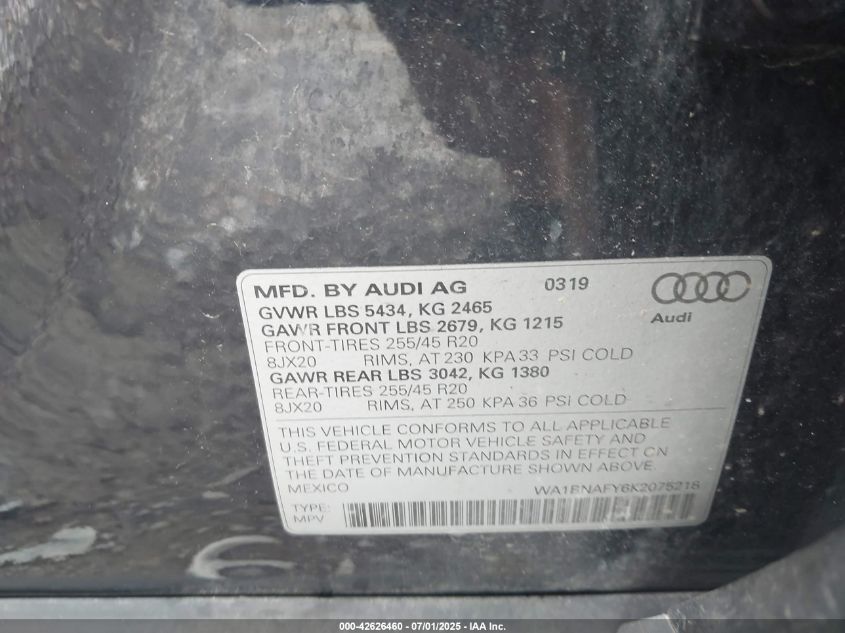 MFD. BY AUDI AG 0319
GVWR LBS 5434, KG 2465
GAWR FRONT LBS 2679, KG 1215
FRONT-TIRES 255/45 R20
8JX20 RIMS, AT 230 KPA 33 PSI COLD
GAWR REAR LBS 3042, KG 1380
REAR-TIRES 255/45 R20
8JX20 RIMS, AT 250 KPA 36 PSI COLD
Audi
THIS VEHICLE CONFORMS TO ALL APPLICABLE
U.S. FEDERAL MOTOR VEHICLE SAFETY AND
THEFT PREVENTION STANDARDS IN EFFECT ON
THE DATE OF MANUFACTURE SHOWN ABOVE.
MEXICO WA1BNAFY6K2075218
TYPE:
MPV
000-42626460 - 07/01/2025 - IAA Inc.